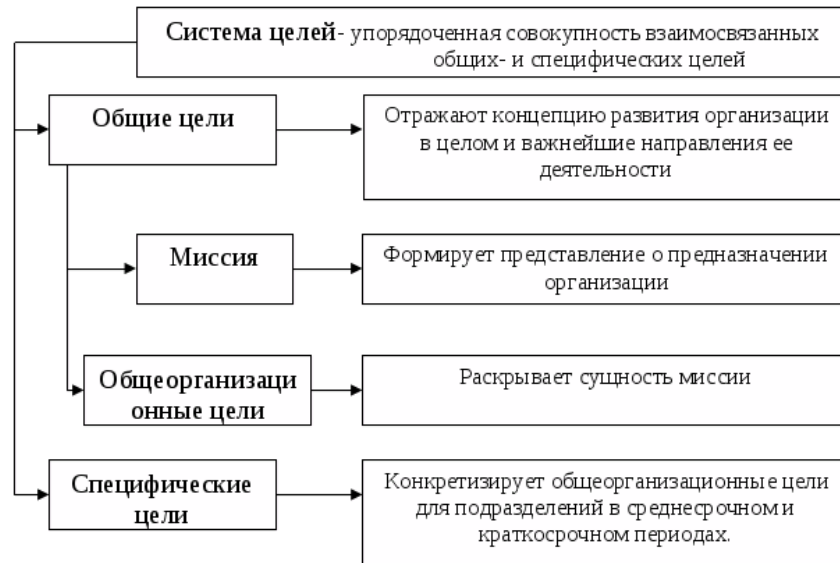 Система целей- упорядоченная совокупность взаимосвязанных
общих- и специфических целей
Общие цели
Отражают концепцию развития организации
в целом и важнейшие направления ее
деятельности
Миссия
Формирует представление о предназначении
организации
Общеорганизаци
онные цели
Раскрывает сущность миссии
Специфические
цели
Конкретизирует общеорганизационные цели
для подразделений в среднесрочном и
краткосрочном периодах.